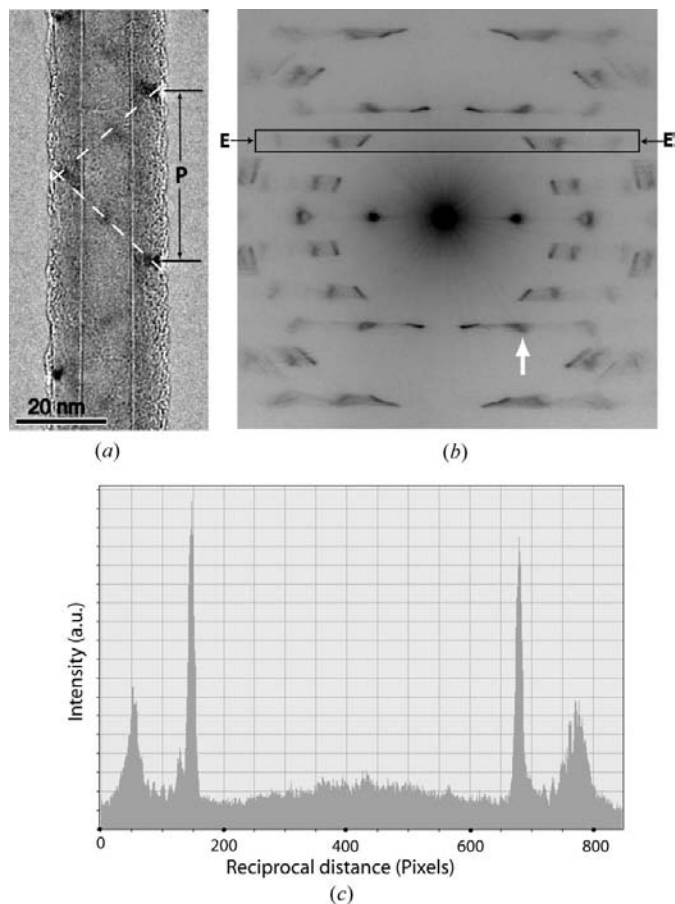 P
20 nm
(a)
E
E'
(b)
Intensity (a.u.)
0
200
400
600
800
Reciprocal distance (Pixels)
(c)